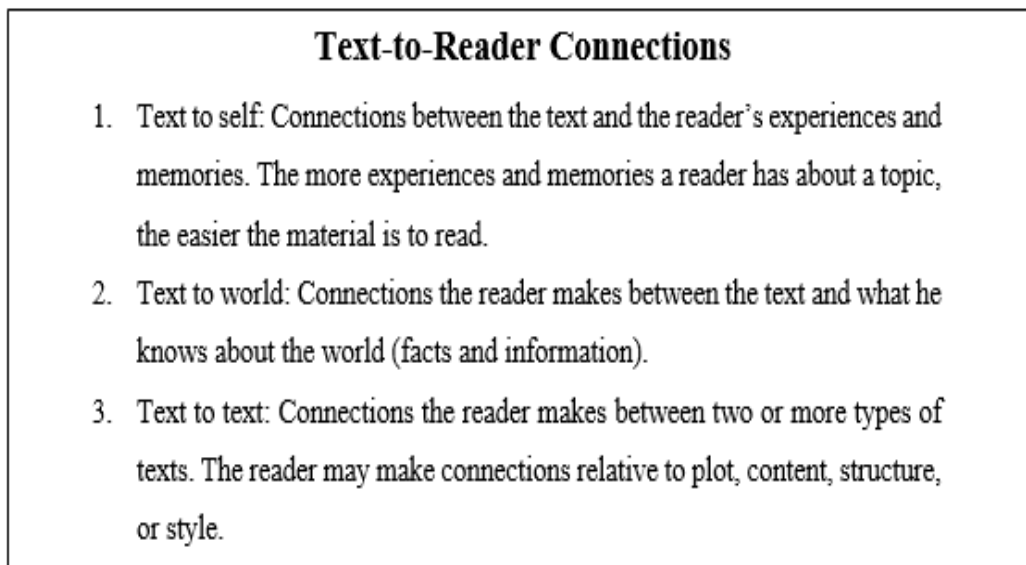 Text-to-Reader Connections
1. Text to self: Connections between the text and the reader’s experiences and
memories. The more experiences and memories a reader has about a topic,
the easier the material is to read.
2. Text to world: Connections the reader makes between the text and what he
knows about the world (facts and information).
3. Text to text: Connections the reader makes between two or more types of
texts. The reader may make connections relative to plot, content, structure,
or style.